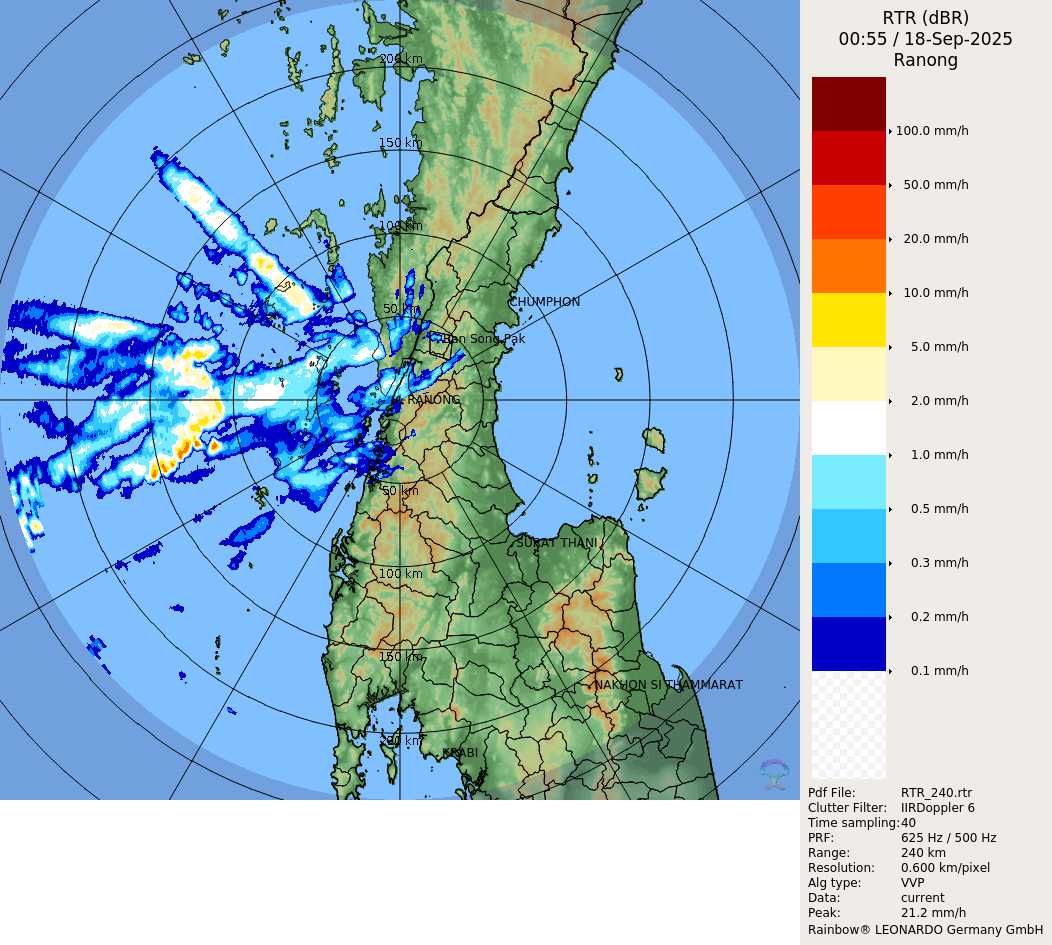 RTR (dBR)
00:55 / 18-Sep-2025
Ranong
100.0 mm/h
50.0 mm/h
20.0 mm/h
10.0 mm/h
5.0 mm/h
2.0 mm/h
1.0 mm/h
0.5 mm/h
0.3 mm/h
0.2 mm/h
0.1 mm/h
Pdf File: RTR_240.rtr
Clutter Filter: IIRDoppler 6
Time sampling: 40
PRF: 625 Hz / 500 Hz
Range: 240 km
Resolution: 0.600 km/pixel
Alg type: VVP
Data: current
Peak: 21.2 mm/h
Rainbow® LEONARDO Germany GmbH
200 km
150 km
100 km
50 km
CHUMPHON
Ban Song Pak
RANONG
50 km
SURAT THANI
100 km
150 km
NAKHON SI THAMMARAT
200 km
KRABI